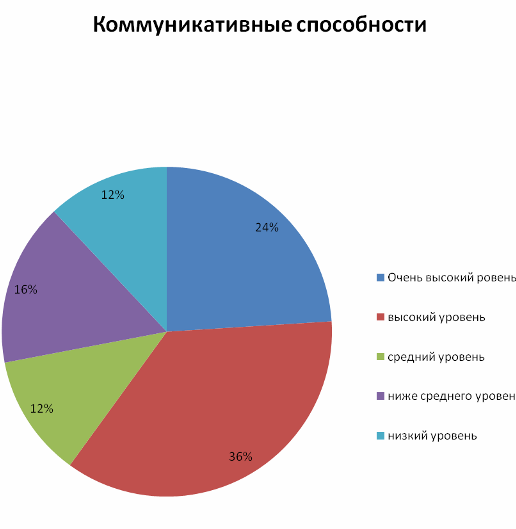 Коммуникативные способности
12%
24%
16%
12%
36%
Очень высокий ровень
высокий уровень
средний уровень
ниже среднего уровен
низкий уровень